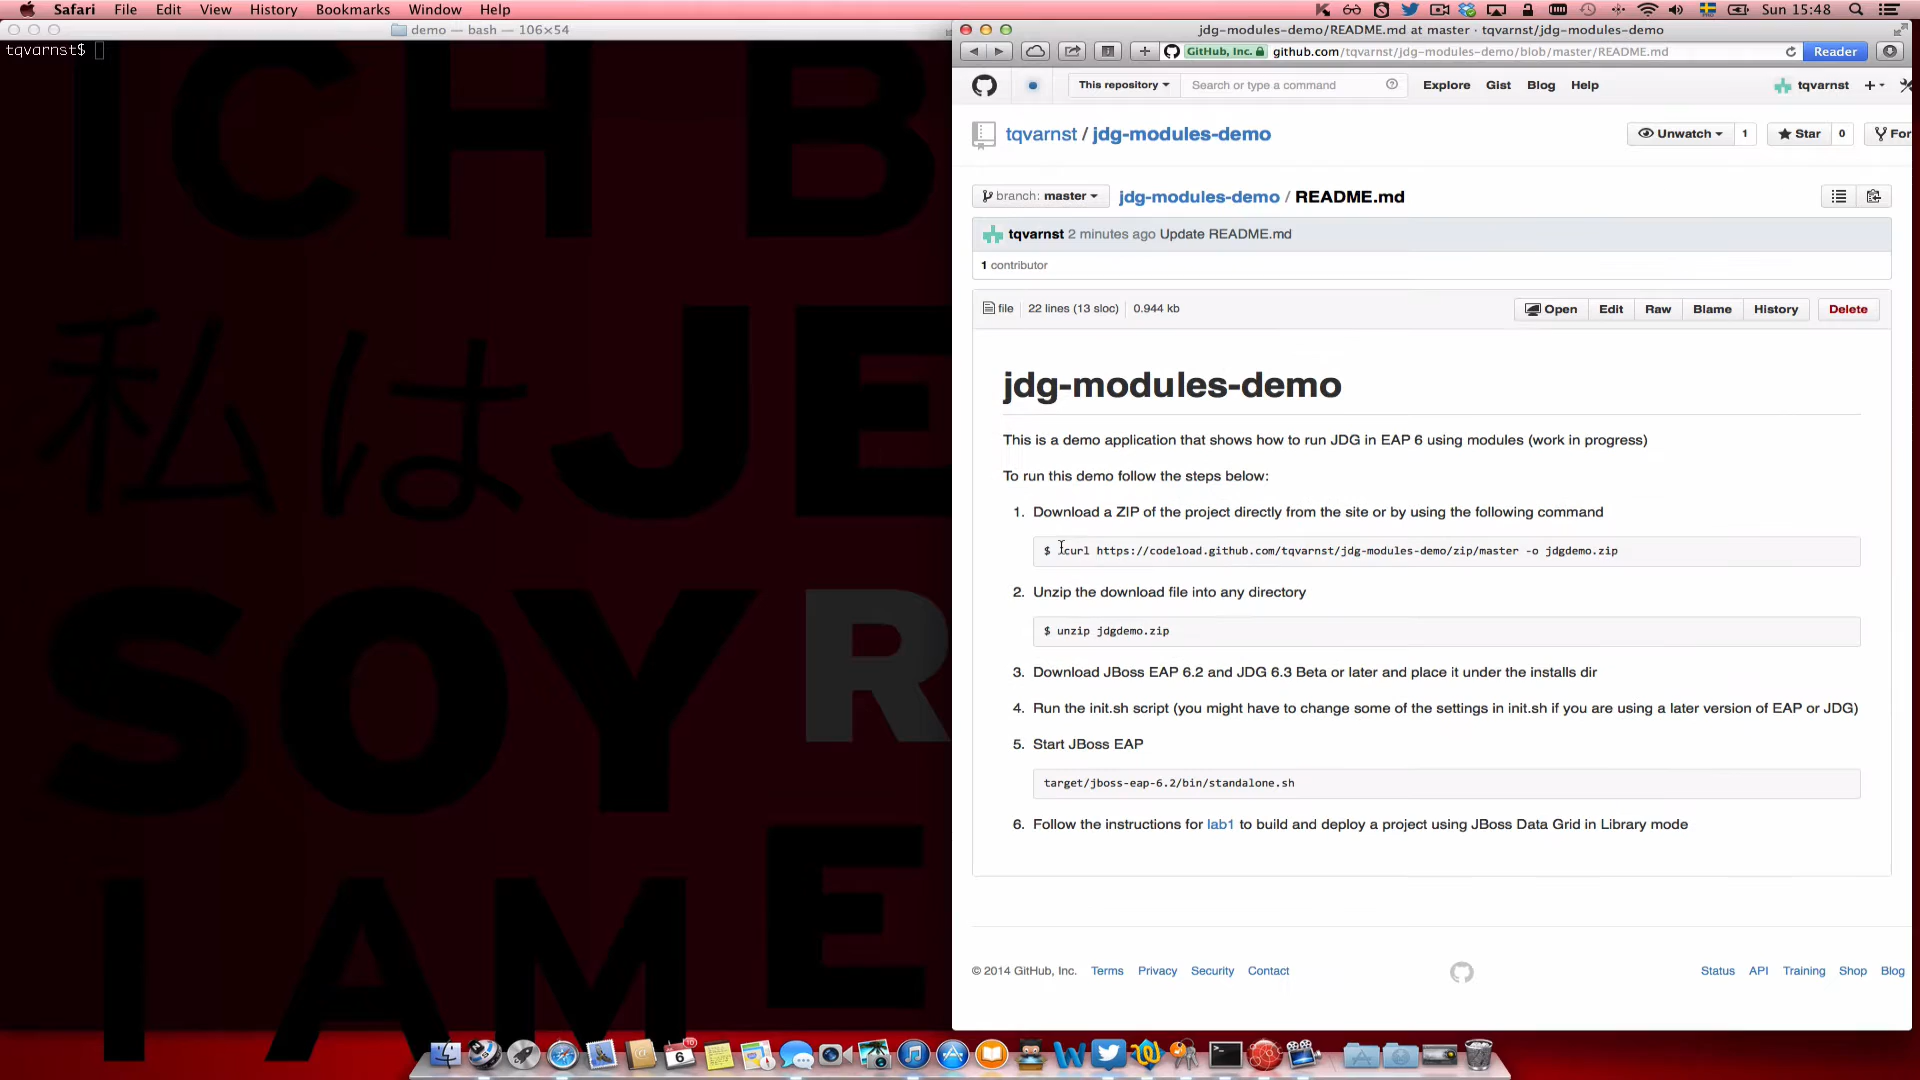 Safari File Edit View History Bookmarks Window Help
Sun 15:48
demo — bash — 106×54
tqvarnst$
ICH B
私は JE
SOY R
I AM E
jdg-modules-demo/README.md at master · tqvarnst/jdg-modules-demo
GitHub, Inc. github.com/tqvarnst/jdg-modules-demo/blob/master/README.md Reader
This repository Search or type a command Explore Gist Blog Help tqvarnst
tqvarnst / jdg-modules-demo Unwatch 1 Star 0 For
branch: master jdg-modules-demo / README.md
tqvarnst 2 minutes ago Update README.md
1 contributor
file 22 lines (13 sloc) 0.944 kb Open Edit Raw Blame History Delete
jdg-modules-demo
This is a demo application that shows how to run JDG in EAP 6 using modules (work in progress)
To run this demo follow the steps below:
1. Download a ZIP of the project directly from the site or by using the following command
$ curl https://codeload.github.com/tqvarnst/jdg-modules-demo/zip/master -o jdgdemo.zip
2. Unzip the download file into any directory
$ unzip jdgdemo.zip
3. Download JBoss EAP 6.2 and JDG 6.3 Beta or later and place it under the installs dir
4. Run the init.sh script (you might have to change some of the settings in init.sh if you are using a later version of EAP or JDG)
5. Start JBoss EAP
target/jboss-eap-6.2/bin/standalone.sh
6. Follow the instructions for lab1 to build and deploy a project using JBoss Data Grid in Library mode
© 2014 GitHub, Inc. Terms Privacy Security Contact Status API Training Shop Blog